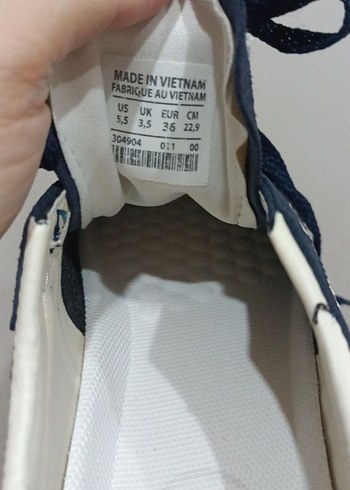 MADE IN VIETNAM
FABRIQUE AU VIETNAM
US UK EUR CM
5,5 3,5 36 22,9
304904 011 00